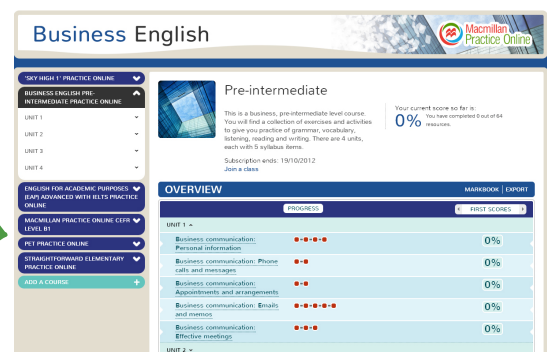 Business English
Macmillan
Practice Online
'SKY HIGH 1' PRACTICE ONLINE
BUSINESS ENGLISH PRE-
INTERMEDIATE PRACTICE ONLINE
UNIT 1
UNIT 2
UNIT 3
UNIT 4
ENGLISH FOR ACADEMIC PURPOSES
(EAP) ADVANCED WITH IELTS PRACTICE
ONLINE
MACMILLAN PRACTICE ONLINE CEFR
LEVEL B1
PET PRACTICE ONLINE
STRAIGHTFORWARD ELEMENTARY
PRACTICE ONLINE
ADD A COURSE +
Pre-intermediate
This is a business, pre-intermediate level course.
You will find a collection of exercises and activities
to give you practice of grammar, vocabulary,
listening, reading and writing. There are 4 units,
each with 5 syllabus items.
Subscription ends: 19/10/2012
Join a class
Your current score so far is:
0% You have completed 0 out of 64
resources.
OVERVIEW MARKBOOK | EXPORT
PROGRESS FIRST SCORES
UNIT 1
Business communication:
Personal information 0%
Business communication: Phone
calls and messages 0%
Business communication:
Appointments and arrangements 0%
Business communication: Emails
and memos 0%
Business communication:
Effective meetings 0%
UNIT 2